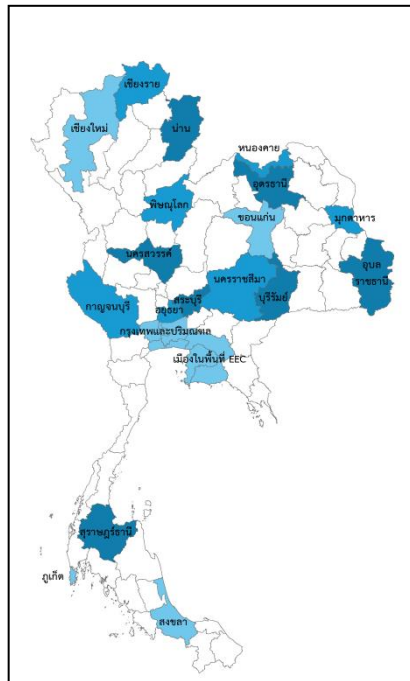 เชียงราย
เชียงใหม่
น่าน
หนองคาย
อุดรธานี
พิษณุโลก
ขอนแก่น
มุกดาหาร
นครสวรรค์
อุบล
ราชธานี
นครราชสีมา
บุรีรัมย์
กาญจนบุรี
สระบุรี
อยุธยา
กรุงเทพและปริมณฑล
เมืองในพื้นที่ EEC
สุราษฎร์ธานี
ภูเก็ต
สงขลา